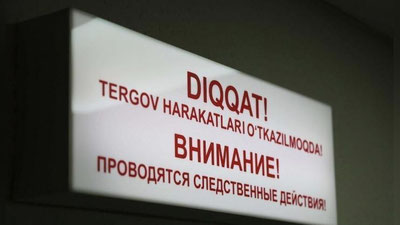 DIQQAT!
TERGOV HARAKATLARI O‘TKAZILMOQDA!
ВНИМАНИЕ!
ПРОВОДЯТСЯ СЛЕДСТВЕННЫЕ ДЕЙСТВИЯ!